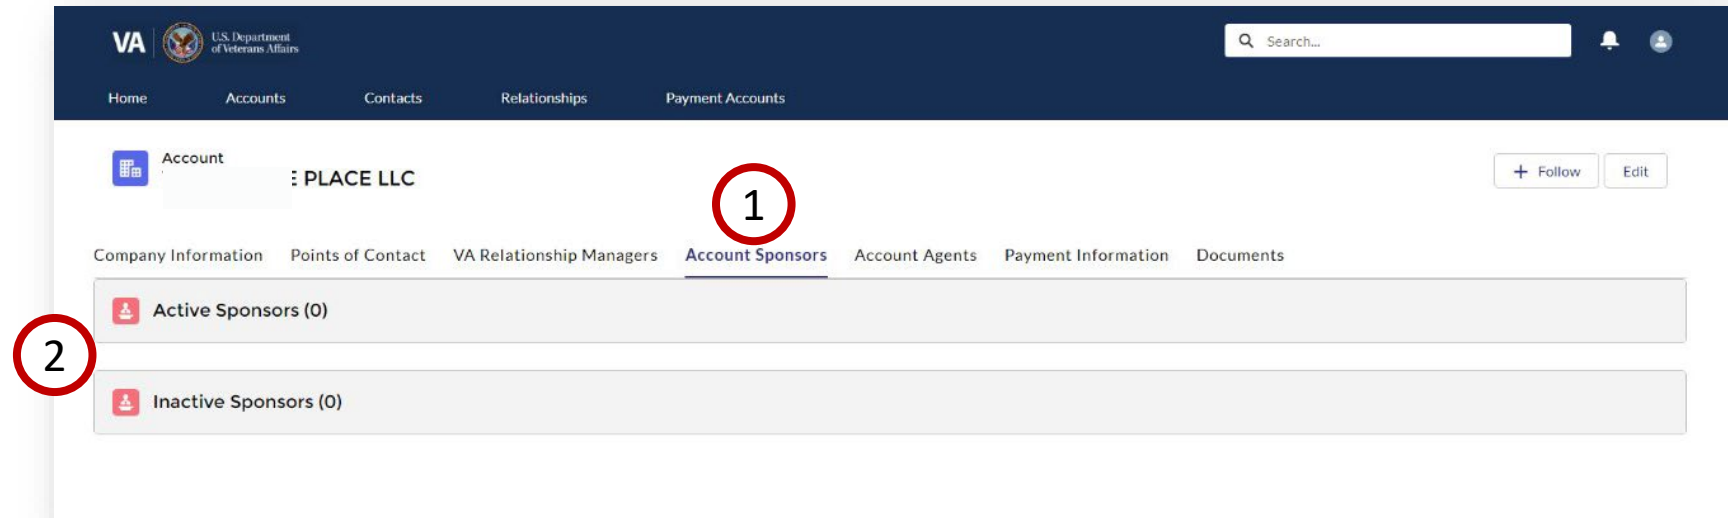 VA
U.S. Department
of Veterans Affairs
Search...
Home Accounts Contacts Relationships Payment Accounts
Account
PLACE LLC
+ Follow Edit
1
Company Information Points of Contact VA Relationship Managers Account Sponsors Account Agents Payment Information Documents
Active Sponsors (0)
2
Inactive Sponsors (0)